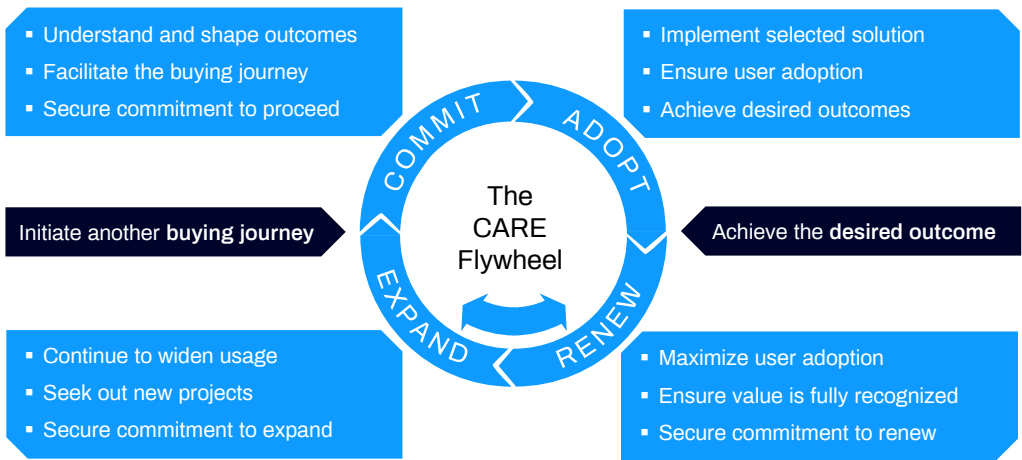 ▪ Understand and shape outcomes
▪ Facilitate the buying journey
▪ Secure commitment to proceed
▪ Implement selected solution
▪ Ensure user adoption
▪ Achieve desired outcomes
COMMIT
ADOPT
The
CARE
Flywheel
Initiate another buying journey
Achieve the desired outcome
EXPAND
RENEW
▪ Continue to widen usage
▪ Seek out new projects
▪ Secure commitment to expand
▪ Maximize user adoption
▪ Ensure value is fully recognized
▪ Secure commitment to renew